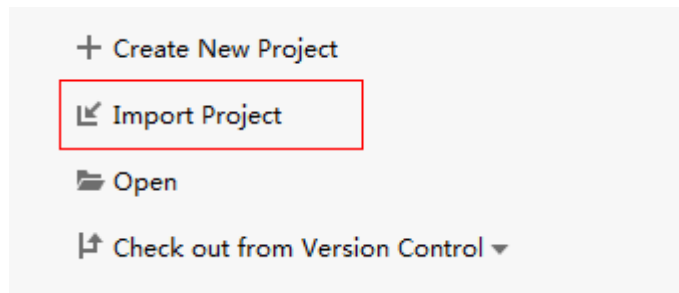 Create New Project
Import Project
Open
Check out from Version Control